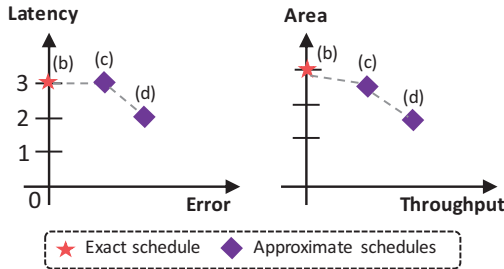 Latency
(b)
(c)
(d)
3
2
1
0
Error
Area
(b)
(c)
(d)
Throughput
Exact schedule
Approximate schedules